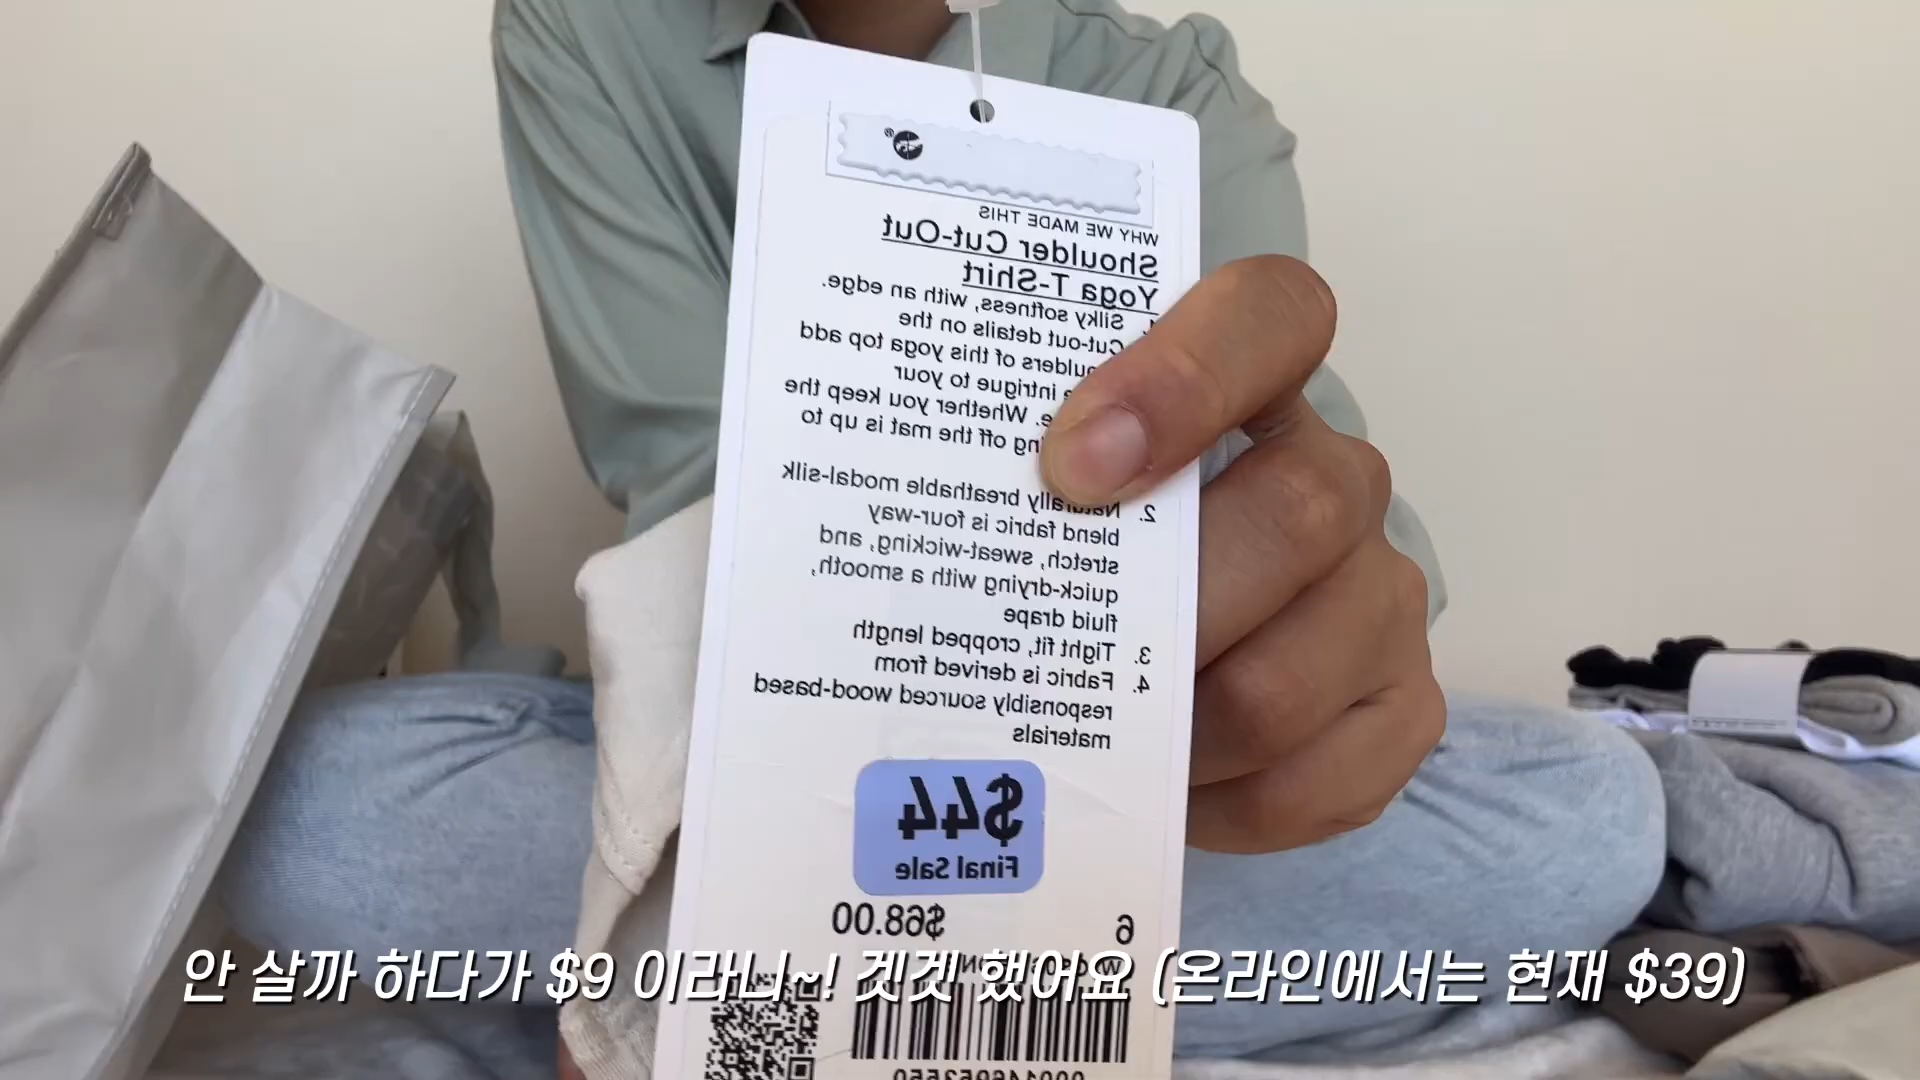 WHY WE MADE THIS
Shoulder Cut-Out
Yoga T-Shirt
1. Silky softness, with an edge.
Cut-out details on the
of this yoga top add
intrigue to your
Whether you keep the
off the mat is up to
2. Naturally breathable modal-silk
blend fabric is four-way
stretch, sweat-wicking, and
quick-drying with a smooth,
fluid drape
3. Tight fit, cropped length
4. Fabric is derived from
responsibly sourced wood-based
materials
$44
Final Sale
6 $68.00
안 살까 하다가 $9 이라니~! 겟겟 했어요 (온라인에서는 현재 $39)